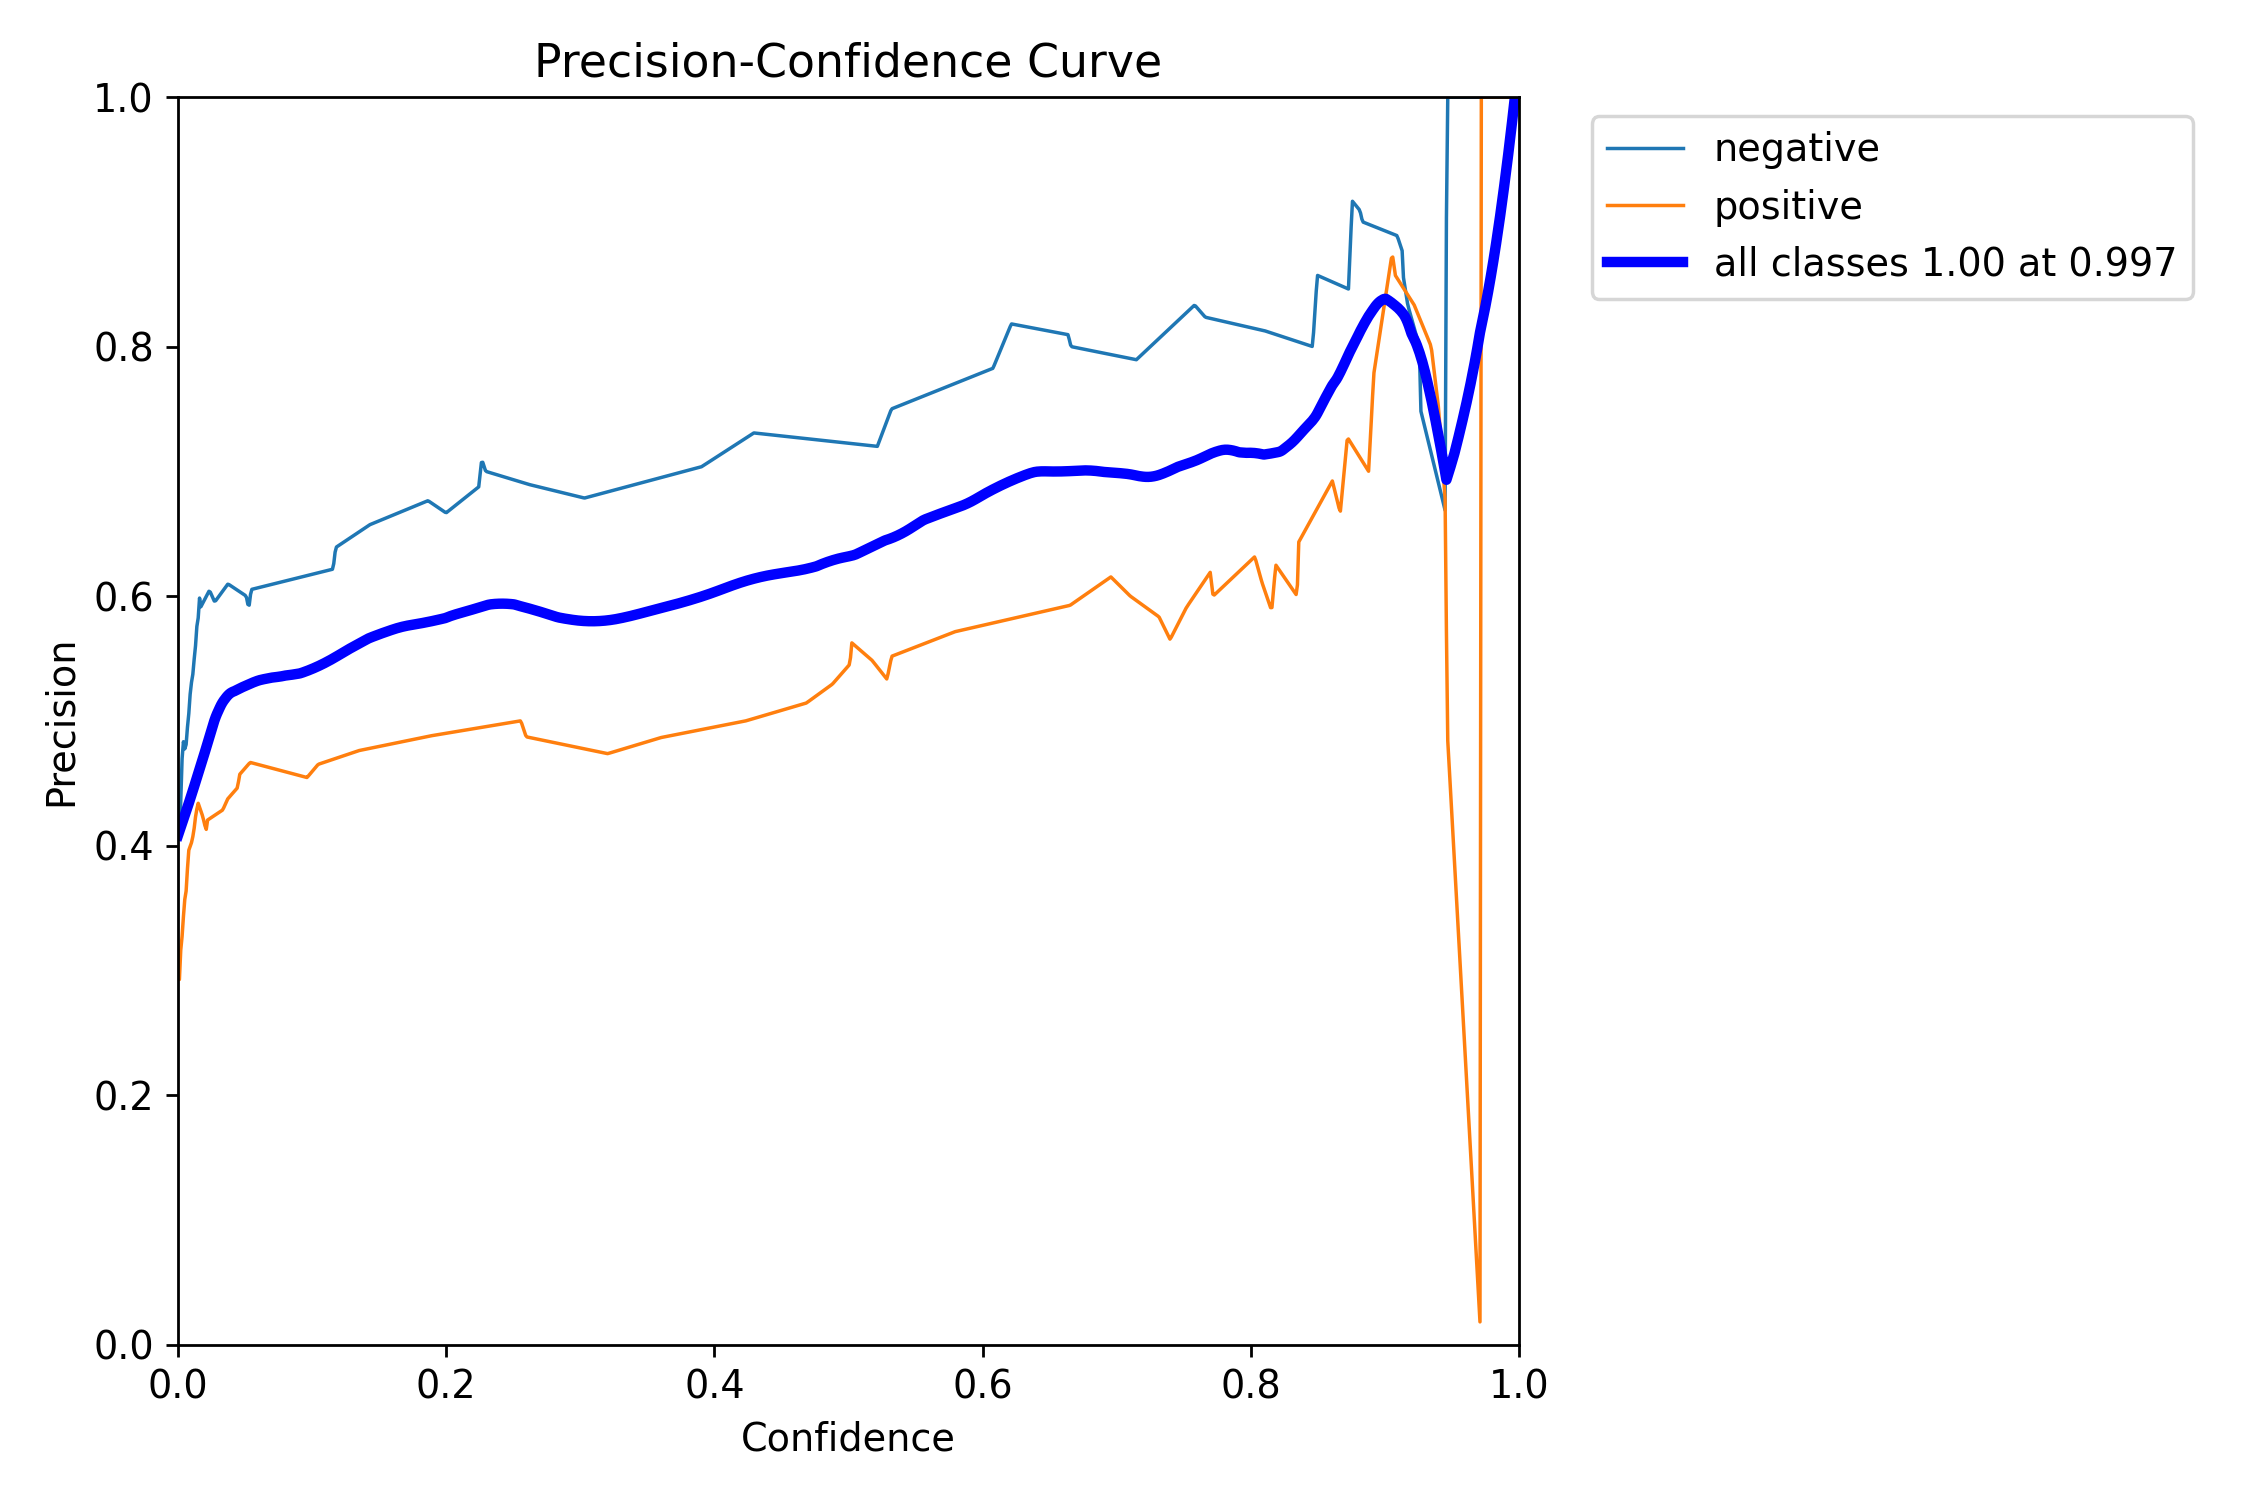 Precision-Confidence Curve
1.0
0.8
0.6
0.4
0.2
0.0
Precision
0.0 0.2 0.4 0.6 0.8 1.0
Confidence
negative
positive
all classes 1.00 at 0.997